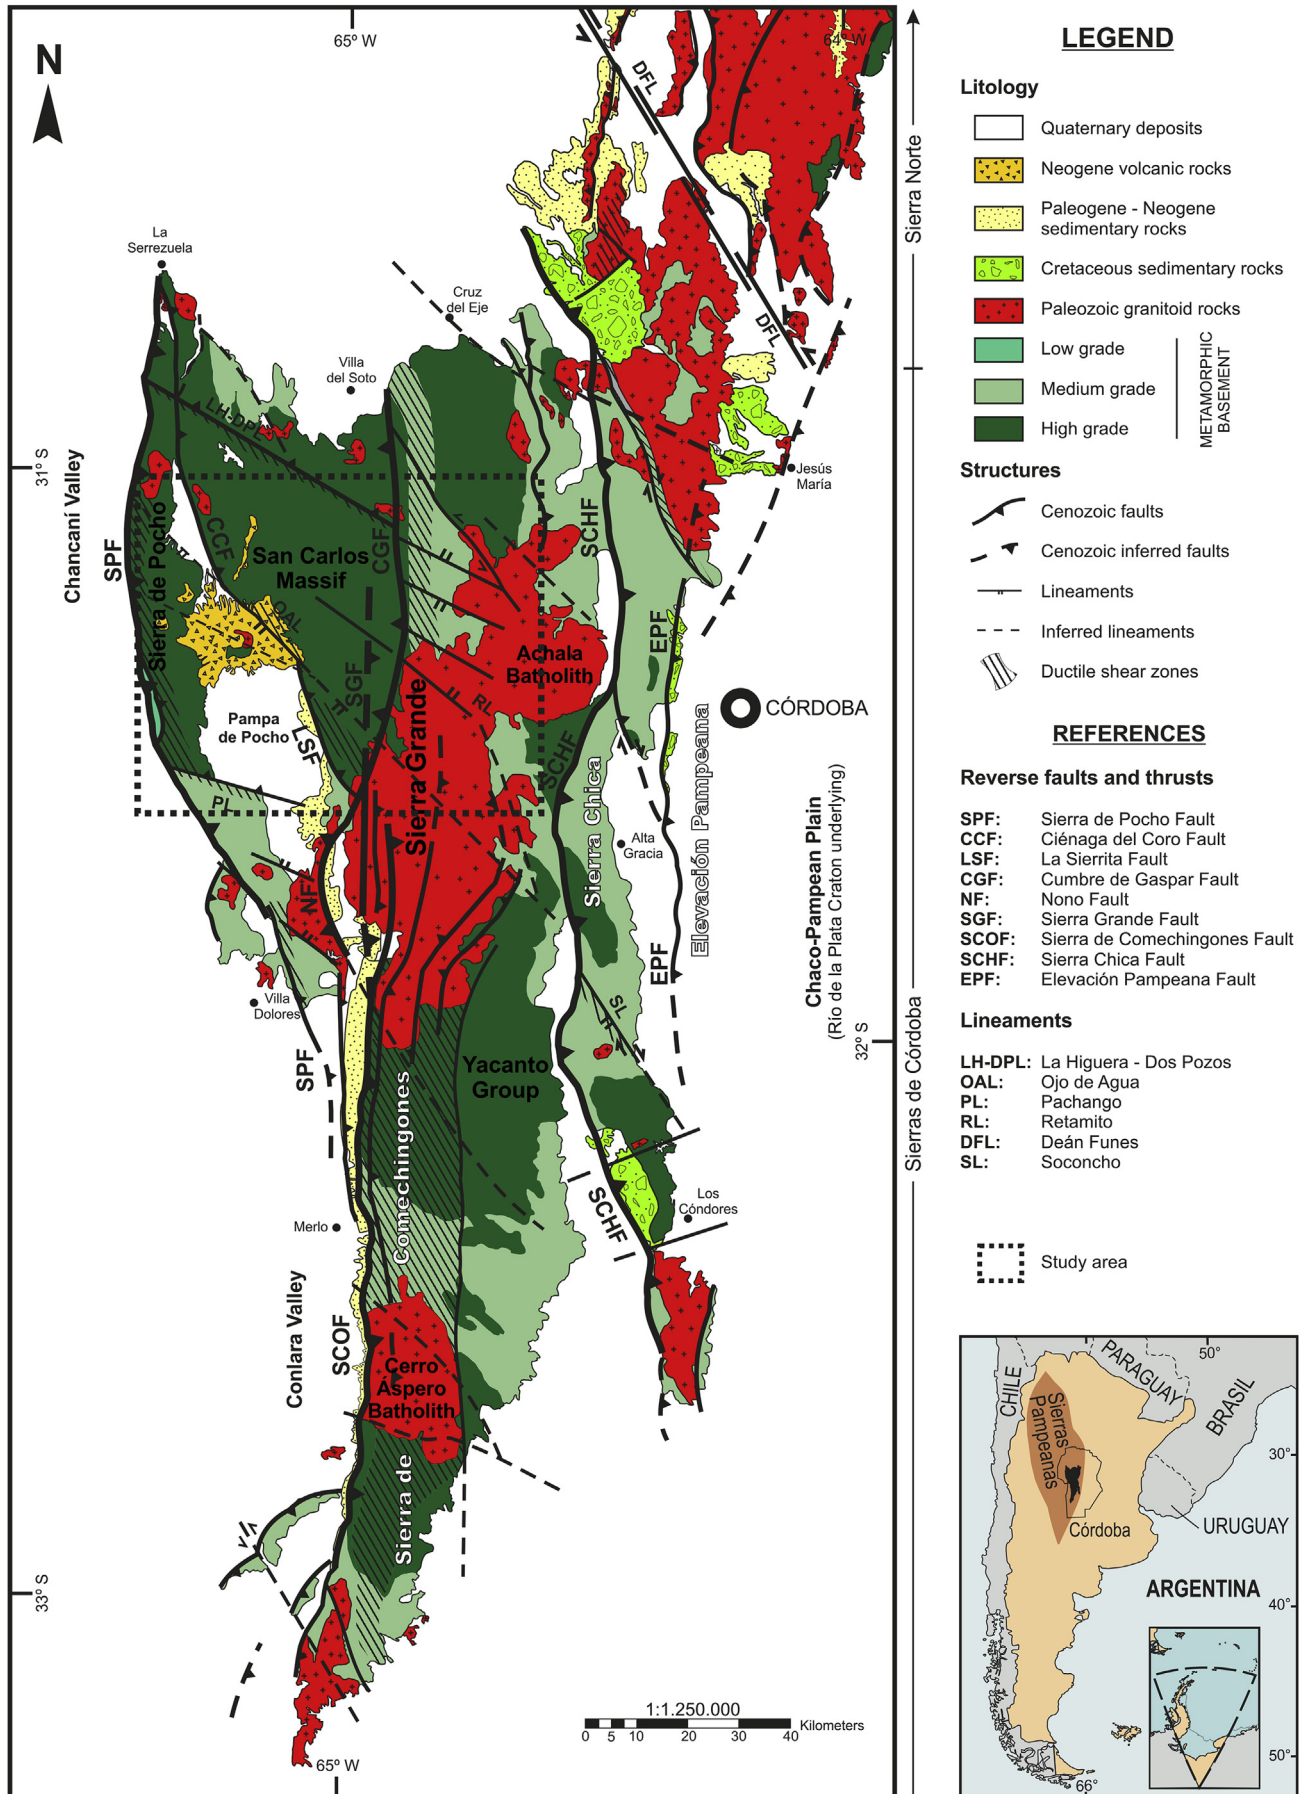 N
65º W
64º W
DFL
Sierra Norte
La
Serrezuela
Cruz
del Eje
Villa
del Soto
DFL
LH-DPL
31º S
Jesús
María
Chancaní Valley
SPF
Sierra de Pocho
CCF
San Carlos
Massif
CGF
SCHF
OAL
EPF
Achala
Batholith
SGF
RL
CÓRDOBA
Pampa
de Pocho
LSF
Sierra Grande
SCHF
Sierra Chica
Elevación Pampeana
PL
Alta
Gracia
Chaco-Pampean Plain
(Río de la Plata Craton underlying)
NF
EPF
Villa
Dolores
SL
32º S
SPF
Yacanto
Group
Sierras de Córdoba
Comechingones
Sierra de
Los
Cóndores
SCHF
Merlo
Conlara Valley
SCOF
Cerro
Áspero
Batholith
33º S
65º W
1:1.250.000
0 5 10 20 30 40 Kilometers
LEGEND
Litology
Quaternary deposits
Neogene volcanic rocks
Paleogene - Neogene
sedimentary rocks
Cretaceous sedimentary rocks
Paleozoic granitoid rocks
Low grade
Medium grade
High grade
METAMORPHIC
BASEMENT
Structures
Cenozoic faults
Cenozoic inferred faults
Lineaments
Inferred lineaments
Ductile shear zones
REFERENCES
Reverse faults and thrusts
SPF: Sierra de Pocho Fault
CCF: Ciénaga del Coro Fault
LSF: La Sierrita Fault
CGF: Cumbre de Gaspar Fault
NF: Nono Fault
SGF: Sierra Grande Fault
SCOF: Sierra de Comechingones Fault
SCHF: Sierra Chica Fault
EPF: Elevación Pampeana Fault
Lineaments
LH-DPL: La Higuera - Dos Pozos
OAL: Ojo de Agua
PL: Pachango
RL: Retamito
DFL: Deán Funes
SL: Soconcho
Study area
50°
PARAGUAY
CHILE
BRASIL
Sierras
Pampeanas
30°
Córdoba
URUGUAY
ARGENTINA
40°
50°
66°